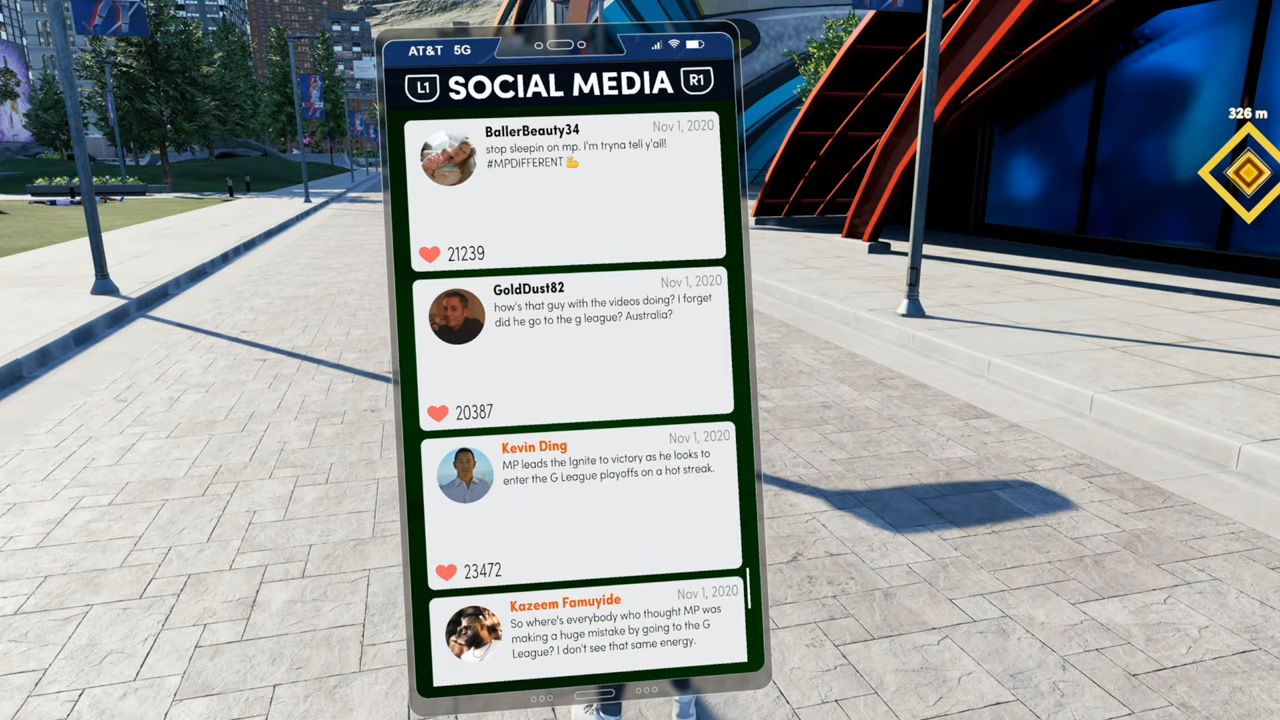 AT&T 5G
L1 SOCIAL MEDIA R1
BallerBeauty34 Nov 1, 2020
stop sleepin on mp. I'm tryna tell y'all!
#MPDIFFERENT 💪
21239
GoldDust82 Nov 1, 2020
how's that guy with the videos doing? I forget
did he go to the g league? Australia?
20387
Kevin Ding Nov 1, 2020
MP leads the Ignite to victory as he looks to
enter the G League playoffs on a hot streak.
23472
Kazeem Famuyide Nov 1, 2020
So where's everybody who thought MP was
making a huge mistake by going to the G
League? I don't see that same energy.
326 m